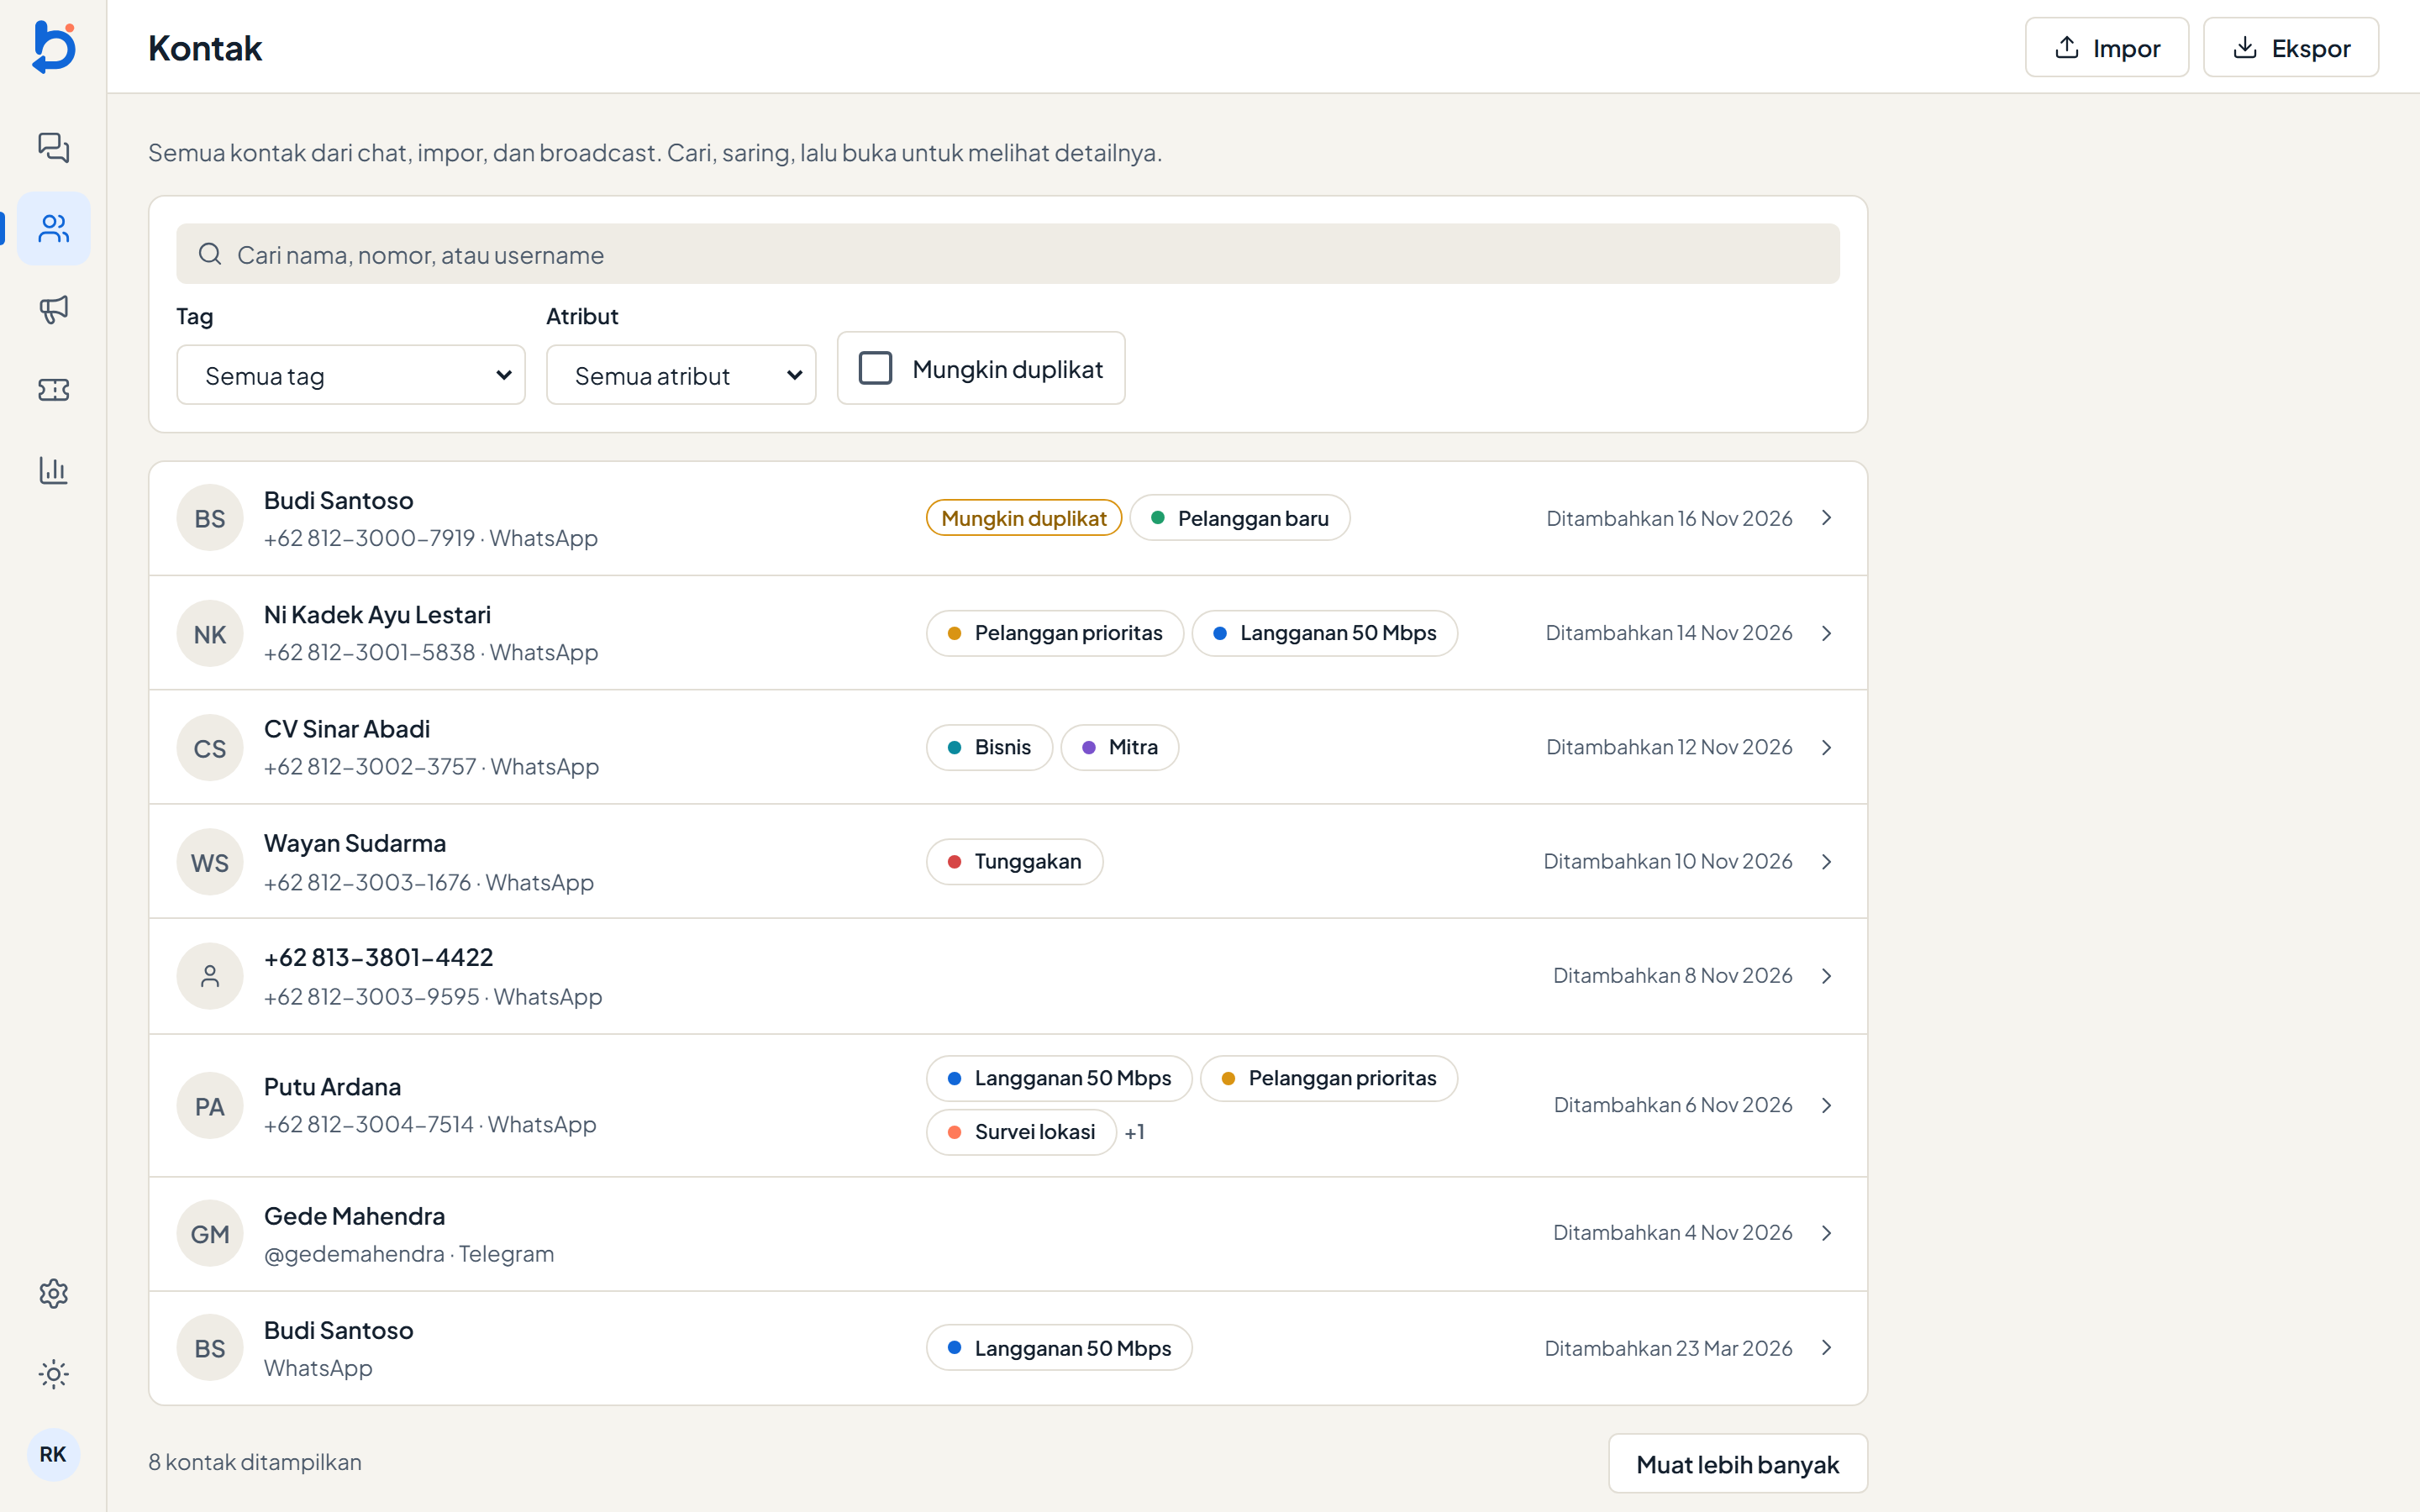 Kontak
Impor
Ekspor
Semua kontak dari chat, impor, dan broadcast. Cari, saring, lalu buka untuk melihat detailnya.
Cari nama, nomor, atau username
Tag
Atribut
Semua tag
Semua atribut
Mungkin duplikat
BS
Budi Santoso
+62 812-3000-7919 · WhatsApp
Mungkin duplikat
Pelanggan baru
Ditambahkan 16 Nov 2026
NK
Ni Kadek Ayu Lestari
+62 812-3001-5838 · WhatsApp
Pelanggan prioritas
Langganan 50 Mbps
Ditambahkan 14 Nov 2026
CS
CV Sinar Abadi
+62 812-3002-3757 · WhatsApp
Bisnis
Mitra
Ditambahkan 12 Nov 2026
WS
Wayan Sudarma
+62 812-3003-1676 · WhatsApp
Tunggakan
Ditambahkan 10 Nov 2026
+62 813-3801-4422
+62 812-3003-9595 · WhatsApp
Ditambahkan 8 Nov 2026
PA
Putu Ardana
+62 812-3004-7514 · WhatsApp
Langganan 50 Mbps
Pelanggan prioritas
Survei lokasi
+1
Ditambahkan 6 Nov 2026
GM
Gede Mahendra
@gedemahendra · Telegram
Ditambahkan 4 Nov 2026
BS
Budi Santoso
WhatsApp
Langganan 50 Mbps
Ditambahkan 23 Mar 2026
RK
8 kontak ditampilkan
Muat lebih banyak